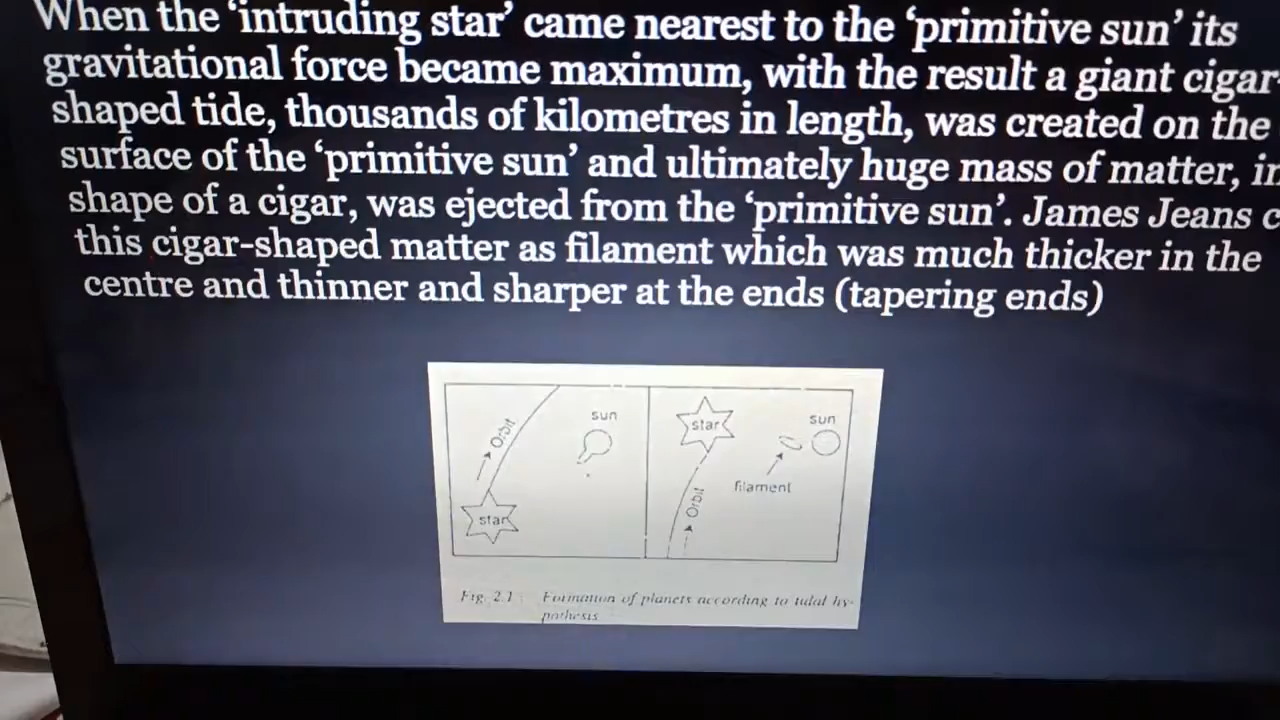 When the ‘intruding star’ came nearest to the ‘primitive sun’ its
gravitational force became maximum, with the result a giant cigar-
shaped tide, thousands of kilometres in length, was created on the
surface of the ‘primitive sun’ and ultimately huge mass of matter,
shape of a cigar, was ejected from the ‘primitive sun’. James Jeans
this cigar-shaped matter as filament which was much thicker in the
centre and thinner and sharper at the ends (tapering ends)
Orbit
sun
star
star
sun
filament
Orbit
Fig. 2.1 : Formation of planets according to tidal hy-
pothesis